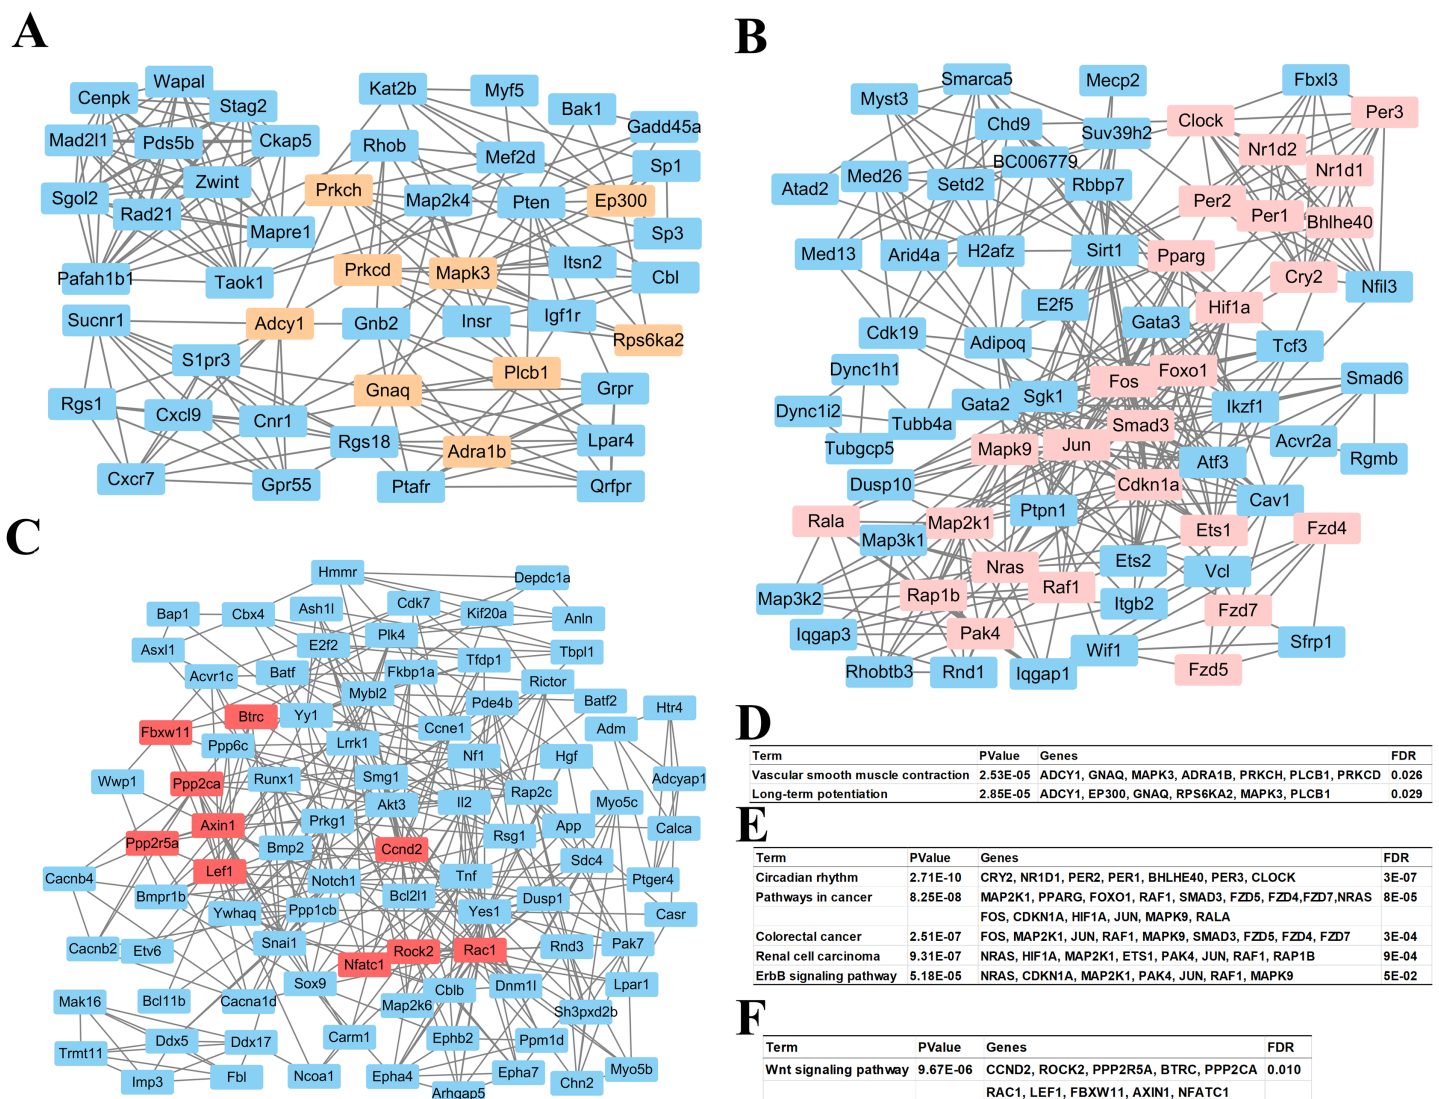 A
Wapal
Cenpk
Stag2
Mad2l1
Pds5b
Ckap5
Zwint
Sgol2
Rad21
Mapre1
Pafah1b1
Taok1
Kat2b
Myf5
Bak1
Gadd45a
Rhob
Mef2d
Sp1
Prkch
Map2k4
Pten
Ep300
Sp3
Prkcd
Mapk3
Itsn2
Cbl
Sucnr1
Adcy1
Gnb2
Insr
Igf1r
Rps6ka2
S1pr3
Plcb1
Gnaq
Grpr
Rgs1
Cxcl9
Cnr1
Rgs18
Adra1b
Lpar4
Cxcr7
Gpr55
Ptafr
Qrfpr
B
Smarca5
Mecp2
Fbxl3
Myst3
Per3
Chd9
Suv39h2
Clock
BC006779
Nr1d2
Med26
Setd2
Rbbp7
Nr1d1
Atad2
Per2
Per1
Bhlhe40
Med13
Arid4a
H2afz
Sirt1
Pparg
Cry2
Nfil3
E2f5
Hif1a
Cdk19
Adipoq
Gata3
Tcf3
Dync1h1
Fos
Foxo1
Smad6
Dync1i2
Tubb4a
Gata2
Sgk1
Ikzf1
Tubgcp5
Mapk9
Jun
Smad3
Acvr2a
Rgmb
Atf3
Dusp10
Cdkn1a
Cav1
Rala
Map2k1
Ptpn1
Ets1
Fzd4
Map3k1
Nras
Ets2
Vcl
Map3k2
Rap1b
Raf1
Itgb2
Fzd7
Iqgap3
Pak4
Wif1
Sfrp1
Rhobtb3
Rnd1
Iqgap1
Fzd5
C
Hmmr
Depdc1a
Bap1
Cbx4
Ash1l
Cdk7
Kif20a
Anln
Asxl1
E2f2
Plk4
Tbpl1
Acvr1c
Batf
Fkbp1a
Tfdp1
Rictor
Mybl2
Pde4b
Batf2
Htr4
Fbxw11
Btrc
Yy1
Ccne1
Adm
Ppp6c
Lrrk1
Nf1
Hgf
Wwp1
Ppp2ca
Runx1
Smg1
Adcyap1
Akt3
Il2
Rap2c
Myo5c
Axin1
Prkg1
Rsg1
App
Calca
Ppp2r5a
Bmp2
Ccnd2
Sdc4
Cacnb4
Lef1
Notch1
Tnf
Ptger4
Bmpr1b
Bcl2l1
Dusp1
Ywhaq
Ppp1cb
Yes1
Casr
Cacnb2
Etv6
Snai1
Rock2
Rac1
Rnd3
Pak7
Nfatc1
Sox9
Cblb
Dnm1l
Lpar1
Mak16
Bcl11b
Cacna1d
Map2k6
Sh3pxd2b
Trmt11
Ddx5
Ddx17
Carm1
Ephb2
Ppm1d
Imp3
Fbl
Ncoa1
Epha4
Arhgap5
Epha7
Chn2
Myo5b
D
Term PValue Genes FDR
Vascular smooth muscle contraction 2.53E-05 ADCY1, GNAQ, MAPK3, ADRA1B, PRKCH, PLCB1, PRKCD 0.026
Long-term potentiation 2.85E-05 ADCY1, EP300, GNAQ, RPS6KA2, MAPK3, PLCB1 0.029
E
Term PValue Genes FDR
Circadian rhythm 2.71E-10 CRY2, NR1D1, PER2, PER1, BHLHE40, PER3, CLOCK 3E-07
Pathways in cancer 8.25E-08 MAP2K1, PPARG, FOXO1, RAF1, SMAD3, FZD5, FZD4,FZD7,NRAS 8E-05
FOS, CDKN1A, HIF1A, JUN, MAPK9, RALA
Colorectal cancer 2.51E-07 FOS, MAP2K1, JUN, RAF1, MAPK9, SMAD3, FZD5, FZD4, FZD7 3E-04
Renal cell carcinoma 9.31E-07 NRAS, HIF1A, MAP2K1, ETS1, PAK4, JUN, RAF1, RAP1B 9E-04
ErbB signaling pathway 5.18E-05 NRAS, CDKN1A, MAP2K1, PAK4, JUN, RAF1, MAPK9 5E-02
F
Term PValue Genes FDR
Wnt signaling pathway 9.67E-06 CCND2, ROCK2, PPP2R5A, BTRC, PPP2CA 0.010
RAC1, LEF1, FBXW11, AXIN1, NFATC1